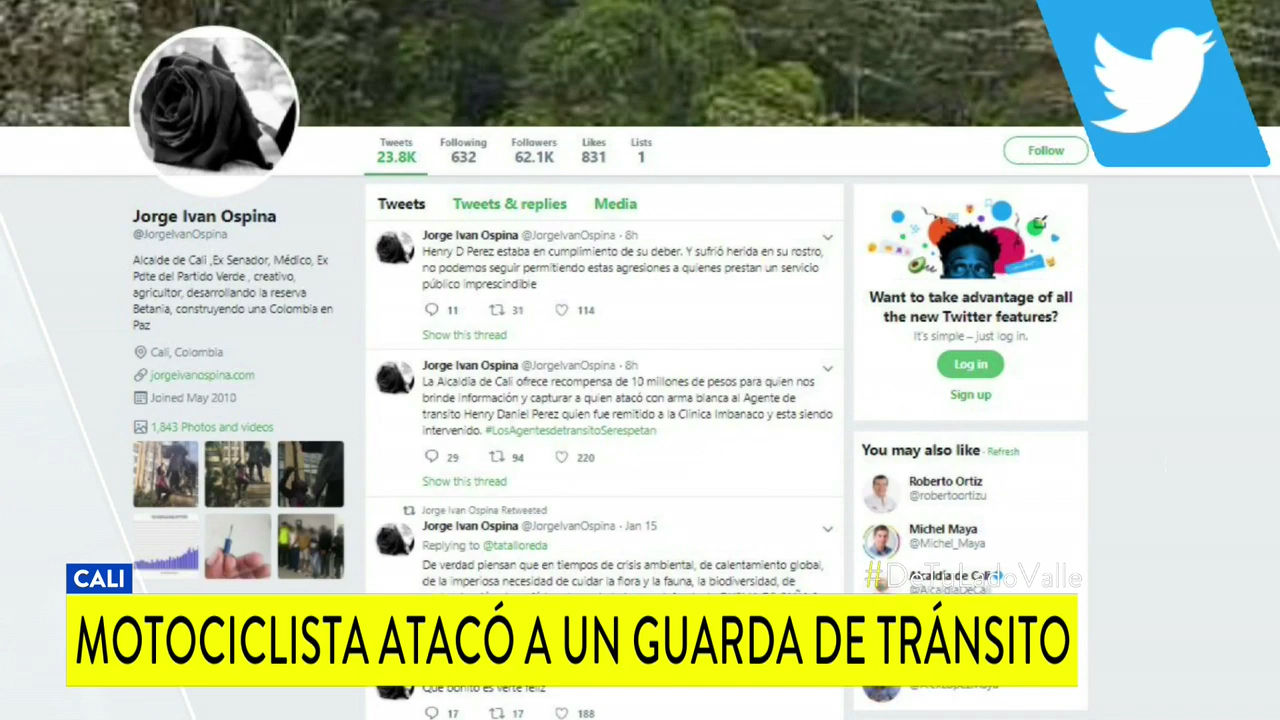 Tweets
23.8K
Following
632
Followers
62.1K
Likes
831
Lists
1
Follow
Jorge Ivan Ospina
@JorgeIvanOspina
Alcalde de Cali ,Ex Senador, Médico, Ex
Pdte del Partido Verde , creativo,
agricultor, desarrollando la reserva
Betania, construyendo una Colombia en
Paz
Cali, Colombia
jorgeivanospina.com
Joined May 2010
1,843 Photos and videos
Tweets Tweets & replies Media
Jorge Ivan Ospina @JorgeIvanOspina · 8h
Henry D Perez estaba en cumplimiento de su deber. Y sufrió herida en su rostro,
no podemos seguir permitiendo estas agresiones a quienes prestan un servicio
público imprescindible
11 31 114
Show this thread
Jorge Ivan Ospina @JorgeIvanOspina · 8h
La Alcaldía de Cali ofrece recompensa de 10 millones de pesos para quien nos
brinde información y capturar a quien atacó con arma blanca al Agente de
transito Henry Daniel Perez quien fue remitido a la Clinica Imbanaco y esta siendo
intervenido. #LosAgentesdetransitoSerespetan
29 94 220
Show this thread
Jorge Ivan Ospina Retweeted
Jorge Ivan Ospina @JorgeIvanOspina · Jan 15
Replying to @tatalloreda
De verdad piensan que en tiempos de crisis ambiental, de calentamiento global,
de la imperiosa necesidad de cuidar la flora y la fauna, la biodiversidad, de
Que bonito es verte feliz
17 17 188
Want to take advantage of all
the new Twitter features?
It's simple – just log in.
Log in
Sign up
You may also like · Refresh
Roberto Ortiz
@robertoortizu
Michel Maya
@Michel_Maya
Alcaldía de Cali
@AlcaldiaDeCali
#DeTuLadoValle
CALI
MOTOCICLISTA ATACÓ A UN GUARDA DE TRÁNSITO